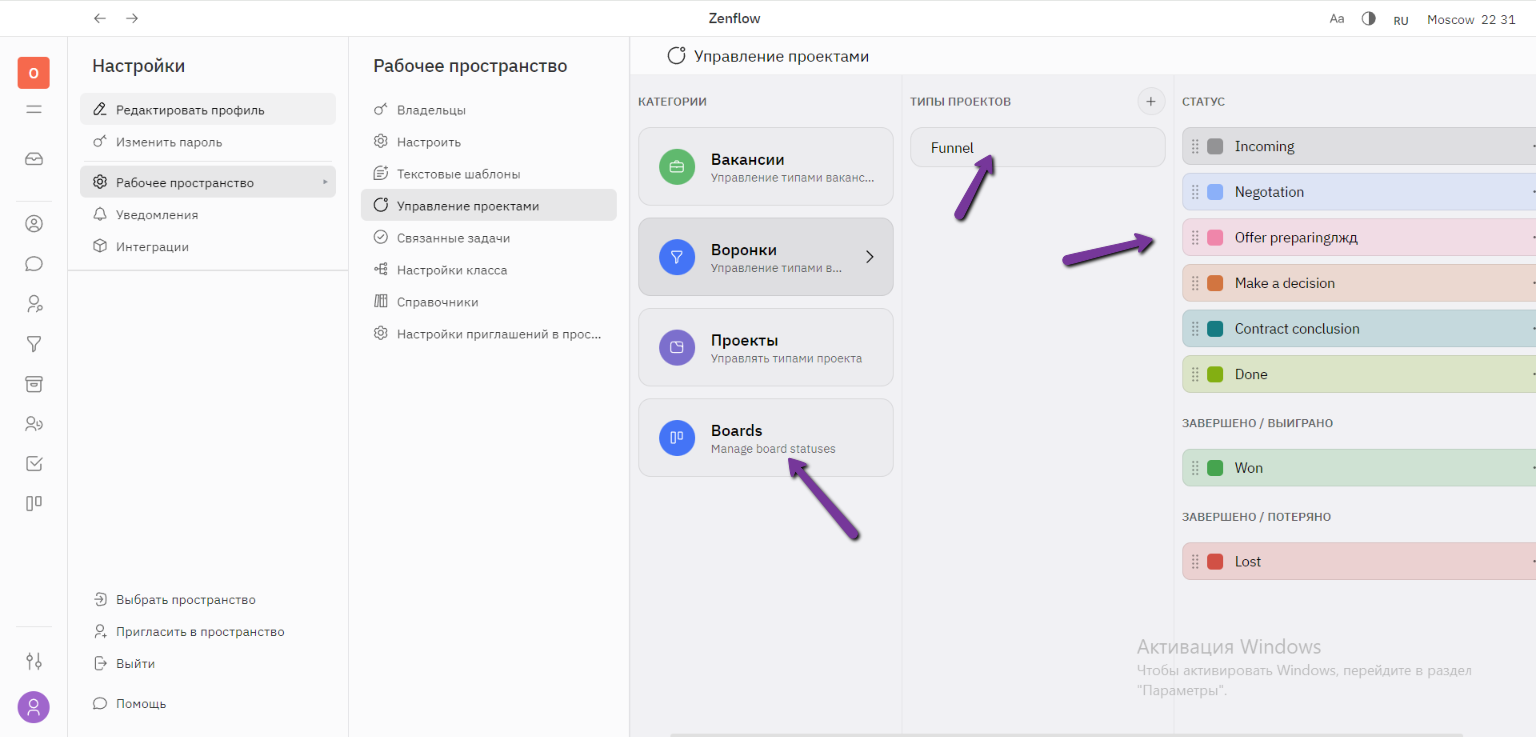 Zenflow
Aa
RU
Moscow 22 31
O
Настройки
Редактировать профиль
Изменить пароль
Рабочее пространство
Уведомления
Интеграции
Выбрать пространство
Пригласить в пространство
Выйти
Помощь
Рабочее пространство
Владельцы
Настроить
Текстовые шаблоны
Управление проектами
Связанные задачи
Настройки класса
Справочники
Настройки приглашений в прос...
Управление проектами
КАТЕГОРИИ
Вакансии
Управление типами ваканс...
Воронки
Управление типами в...
Проекты
Управлять типами проекта
Boards
Manage board statuses
ТИПЫ ПРОЕКТОВ
Funnel
СТАТУС
Incoming
Negotation
Offer preparingлжд
Make a decision
Contract conclusion
Done
ЗАВЕРШЕНО / ВЫИГРАНО
Won
ЗАВЕРШЕНО / ПОТЕРЯНО
Lost
Активация Windows
Чтобы активировать Windows, перейдите в раздел
"Параметры".